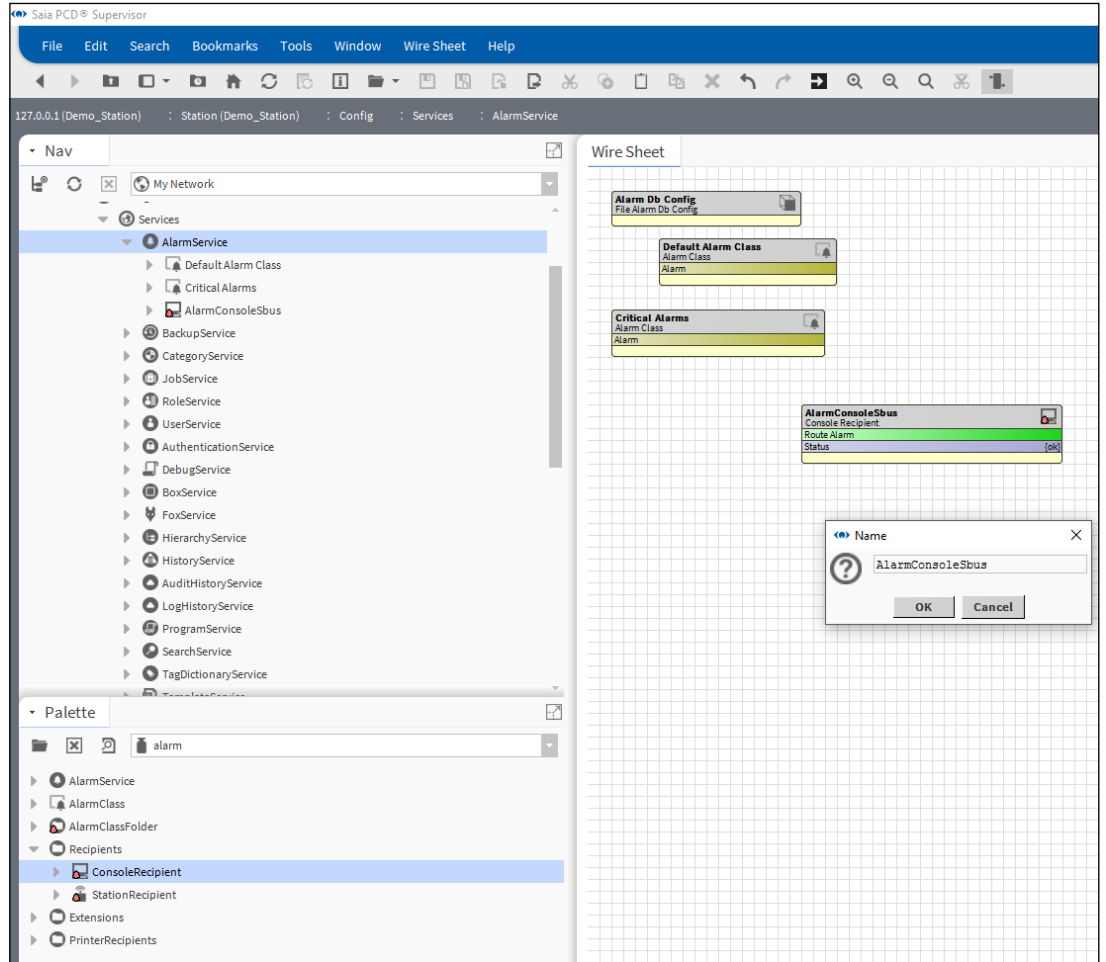 Saia PCD® Supervisor
File Edit Search Bookmarks Tools Window Wire Sheet Help
127.0.0.1 (Demo_Station) : Station (Demo_Station) : Config : Services : AlarmService
Nav
My Network
Services
AlarmService
Default Alarm Class
Critical Alarms
AlarmConsoleSbus
BackupService
CategoryService
JobService
RoleService
UserService
AuthenticationService
DebugService
BoxService
FoxService
HierarchyService
HistoryService
AuditHistoryService
LogHistoryService
ProgramService
SearchService
TagDictionaryService
Palette
alarm
AlarmService
AlarmClass
AlarmClassFolder
Recipients
ConsoleRecipient
StationRecipient
Extensions
PrinterRecipients
Wire Sheet
Alarm Db Config
File Alarm Db Config
Default Alarm Class
Alarm Class
Alarm
Critical Alarms
Alarm Class
Alarm
AlarmConsoleSbus
Console Recipient
Route Alarm
Status {ok}
Name
AlarmConsoleSbus
OK Cancel